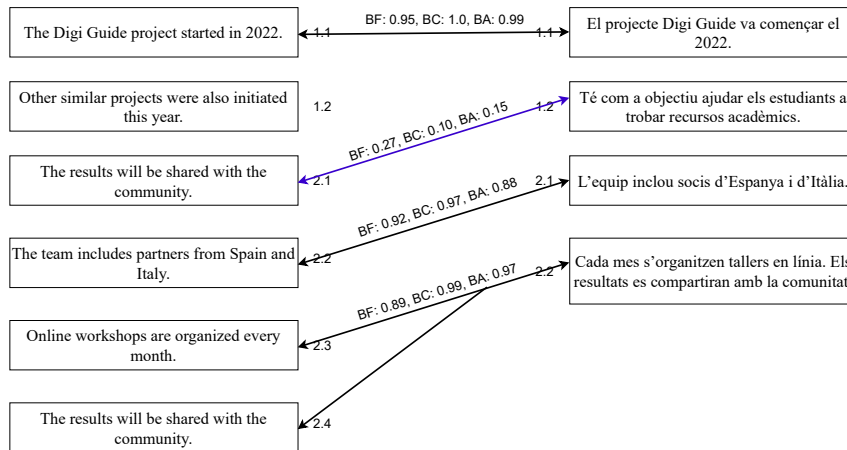 The Digi Guide project started in 2022.
1.1
BF: 0.95, BC: 1.0, BA: 0.99
1.1
El projecte Digi Guide va començar el
2022.
Other similar projects were also initiated
this year.
1.2
BF: 0.27, BC: 0.10, BA: 0.15
1.2
Té com a objectiu ajudar els estudiants a
trobar recursos acadèmics.
The results will be shared with the
community.
2.1
BF: 0.92, BC: 0.97, BA: 0.88
2.1
L’equip inclou socis d’Espanya i d’Itàlia.
The team includes partners from Spain and
Italy.
2.2
BF: 0.89, BC: 0.99, BA: 0.97
2.2
Cada mes s’organitzen tallers en línia. Els
resultats es compartiran amb la comunitat
Online workshops are organized every
month.
2.3
The results will be shared with the
community.
2.4